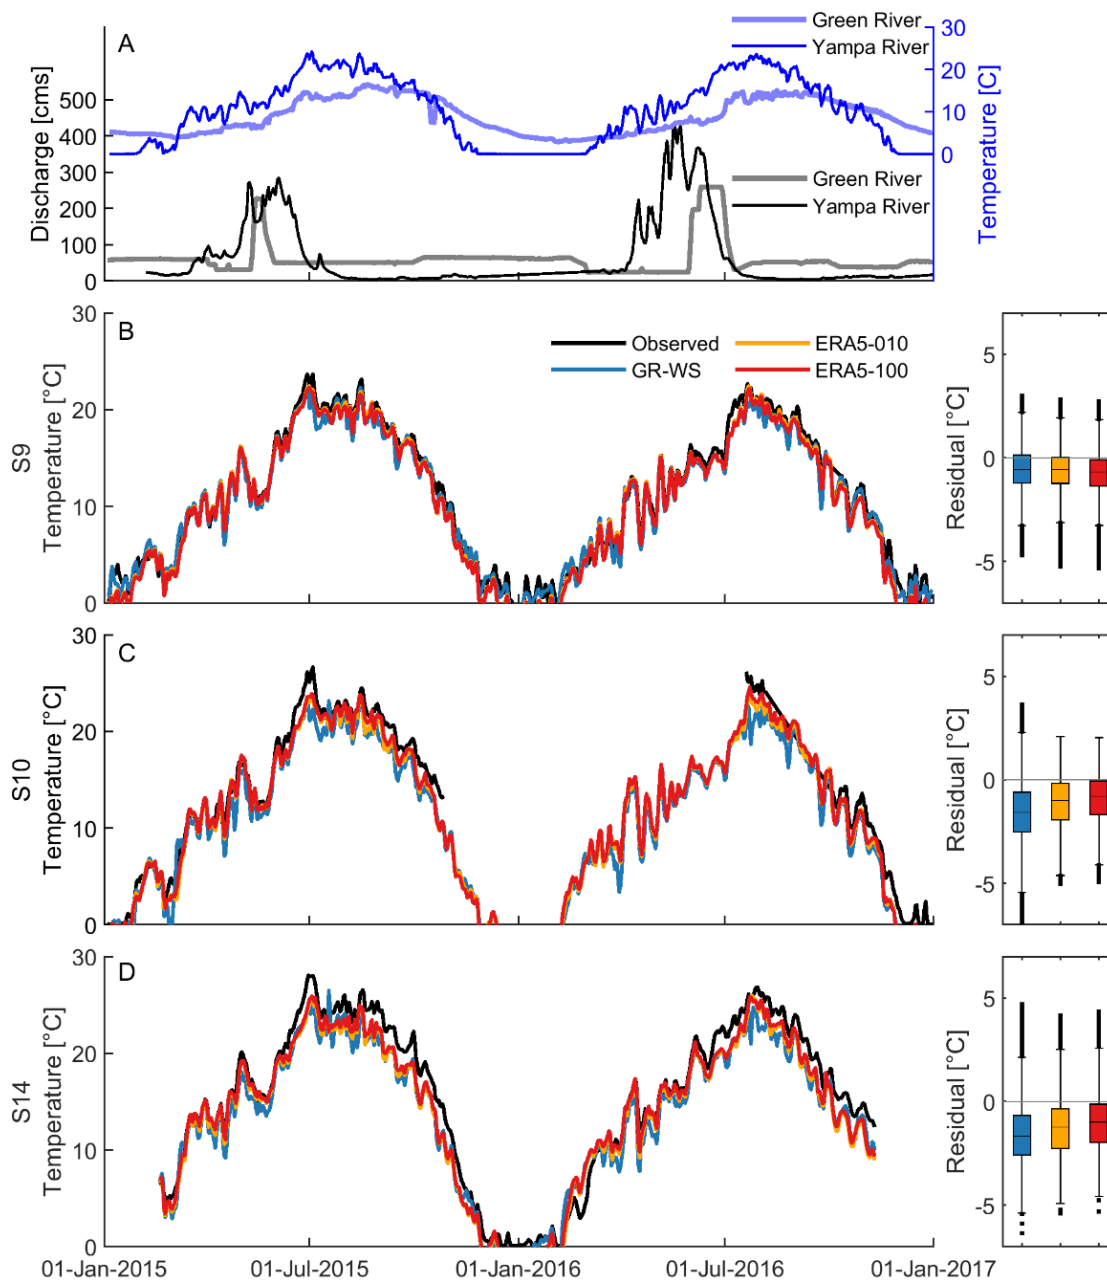 A
Green River
Yampa River
30
20
10
0
Temperature [C]
500
400
300
200
100
0
Discharge [cms]
Green River
Yampa River
B
Observed
GR-WS
ERA5-010
ERA5-100
30
20
10
0
S9
Temperature [°C]
5
0
-5
Residual [°C]
C
30
20
10
0
S10
Temperature [°C]
5
0
-5
Residual [°C]
D
30
20
10
0
S14
Temperature [°C]
5
0
-5
Residual [°C]
01-Jan-2015 01-Jul-2015 01-Jan-2016 01-Jul-2016 01-Jan-2017